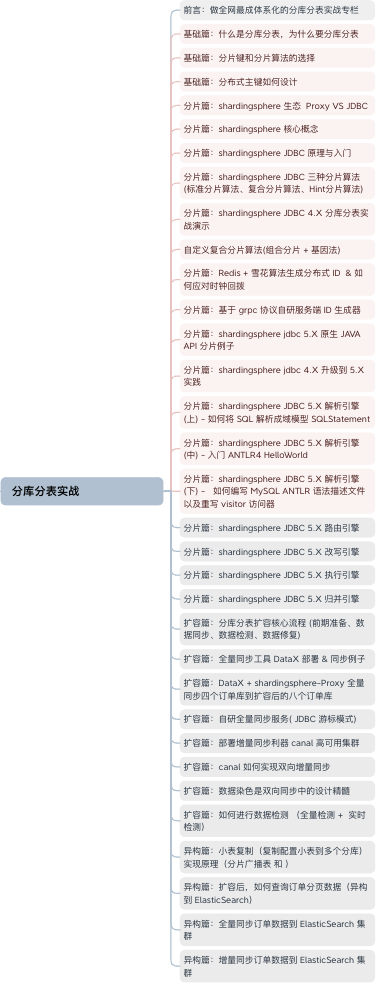 前言：做全网最成体系化的分库分表实战专栏
基础篇：什么是分库分表，为什么要分库分表
基础篇：分片键和分片算法的选择
基础篇：分布式主键如何设计
分片篇：shardingsphere 生态 Proxy VS JDBC
分片篇：shardingsphere 核心概念
分片篇：shardingsphere JDBC 原理与入门
分片篇：shardingsphere JDBC 三种分片算法
(标准分片算法、复合分片算法、Hint分片算法)
分片篇：shardingsphere JDBC 4.X 分库分表实
战演示
自定义复合分片算法(组合分片 + 基因法)
分片篇：Redis + 雪花算法生成分布式 ID & 如
何应对时钟回拨
分片篇：基于 grpc 协议自研服务端 ID 生成器
分片篇：shardingsphere jdbc 5.X 原生 JAVA
API 分片例子
分片篇：shardingsphere jdbc 4.X 升级到 5.X
实践
分片篇：shardingsphere JDBC 5.X 解析引擎
(上) – 如何将 SQL 解析成域模型 SQLStatement
分片篇：shardingsphere JDBC 5.X 解析引擎
(中) – 入门 ANTLR4 HelloWorld
分片篇：shardingsphere JDBC 5.X 解析引擎
(下) – 如何编写 MySQL ANTLR 语法描述文件
以及重写 visitor 访问器
分库分表实战
分片篇：shardingsphere JDBC 5.X 路由引擎
分片篇：shardingsphere JDBC 5.X 改写引擎
分片篇：shardingsphere JDBC 5.X 执行引擎
分片篇：shardingsphere JDBC 5.X 归并引擎
扩容篇：分库分表扩容核心流程 (前期准备、数
据同步、数据检测、数据修复)
扩容篇：全量同步工具 DataX 部署 & 同步例子
扩容篇：DataX + shardingsphere-Proxy 全量
同步四个订单库到扩容后的八个订单库
扩容篇：自研全量同步服务( JDBC 游标模式)
扩容篇：部署增量同步利器 canal 高可用集群
扩容篇：canal 如何实现双向增量同步
扩容篇：数据染色是双向同步中的设计精髓
扩容篇：如何进行数据检测 （全量检测 + 实时
检测）
异构篇：小表复制（复制配置小表到多个分库）
实现原理（分片广播表 和 ）
异构篇：扩容后，如何查询订单分页数据（异构
到 ElasticSearch）
异构篇：全量同步订单数据到 ElasticSearch 集
群
异构篇：增量同步订单数据到 ElasticSearch 集
群